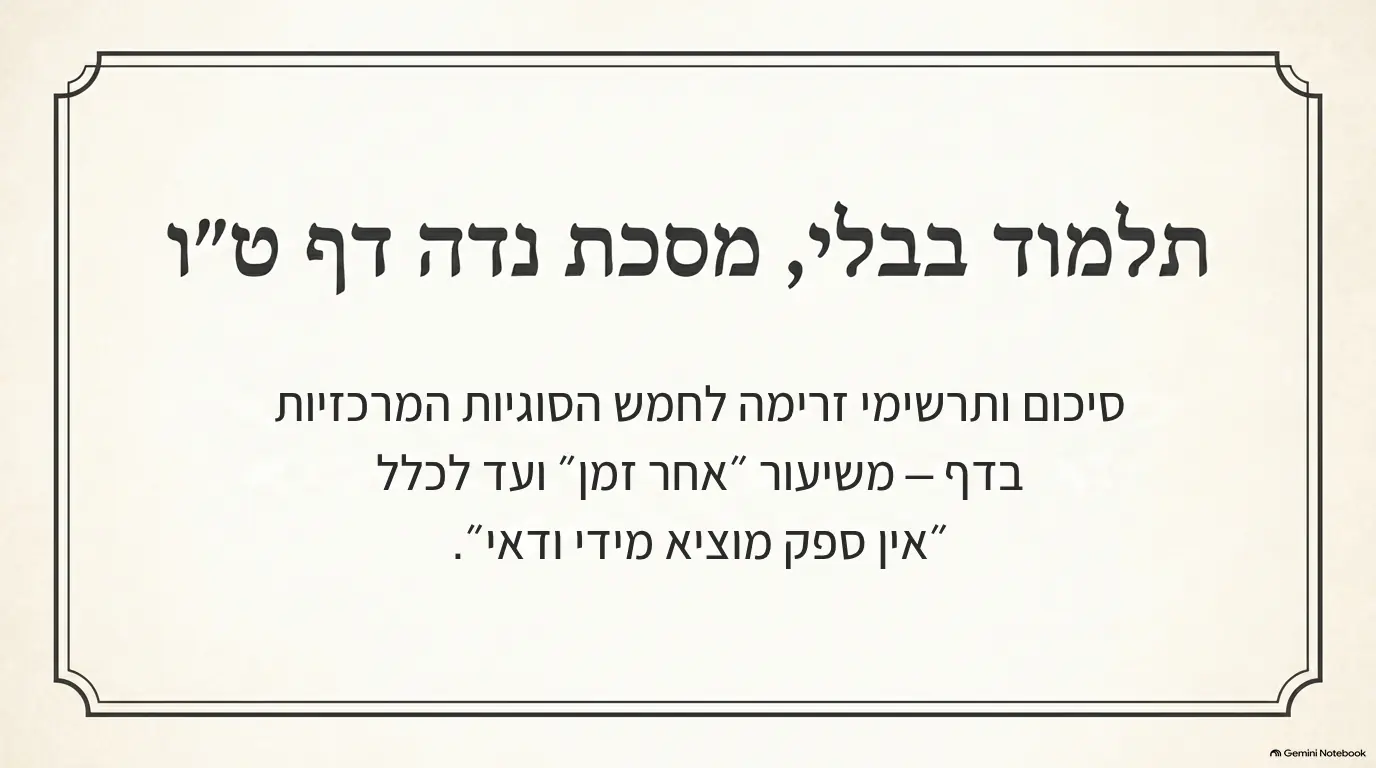 תלמוד בבלי, מסכת נדה דף ט״ו
סיכום ותרשימי זרימה לחמש הסוגיות המרכזיות
בדף – משיעור ״אחר זמן״ ועד לכלל
״אין ספק מוציא מידי ודאי״.
Gemini Notebook